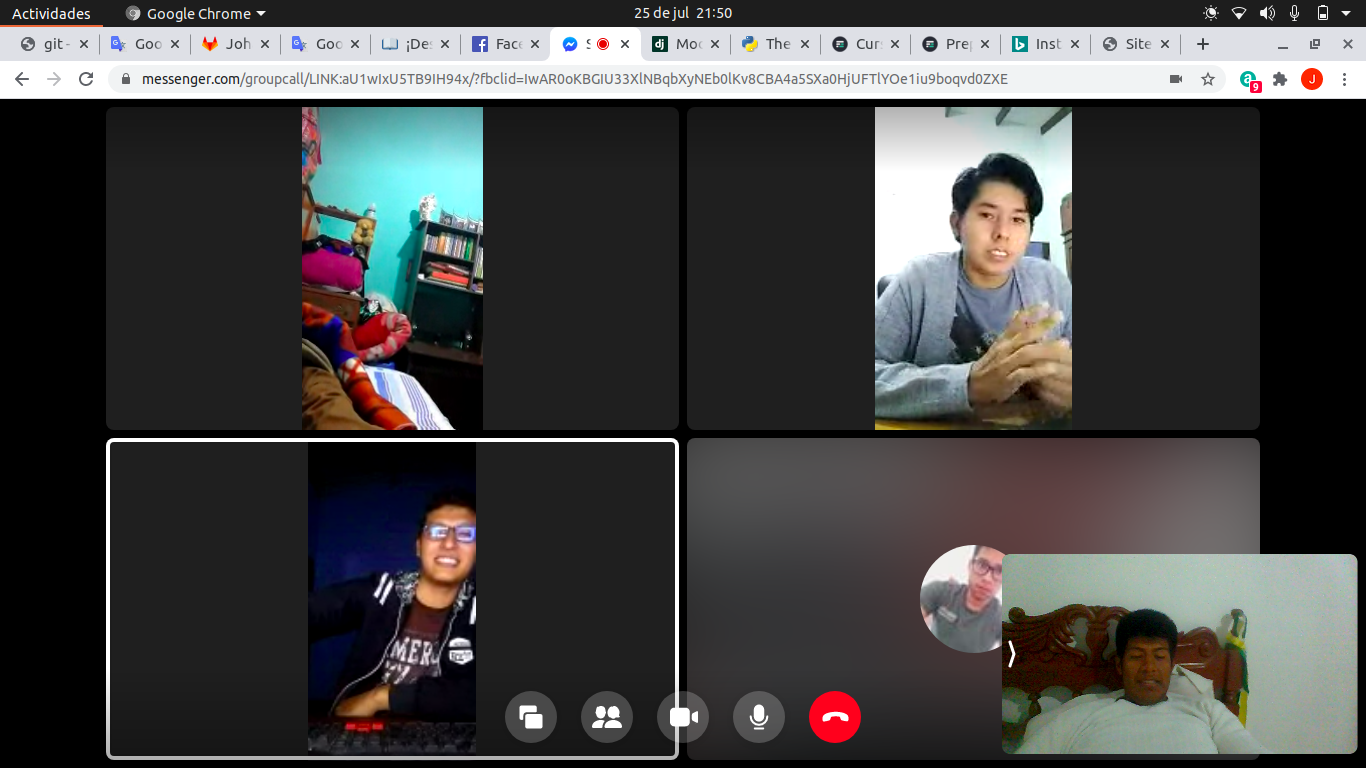 Actividades Google Chrome 25 de jul 21:50
git - Goo Joh Goo ¡De Face S Moc The Cur Pre Inst Site
messenger.com/groupcall/LINK:aU1wIxU5TB9IH94x/?fbclid=IwAR0oKBGIU33XlNBqbXyNEb0lKv8CBA4a5SXa0HjUFTlYOe1iu9boqvd0ZXE
J
9
MERC